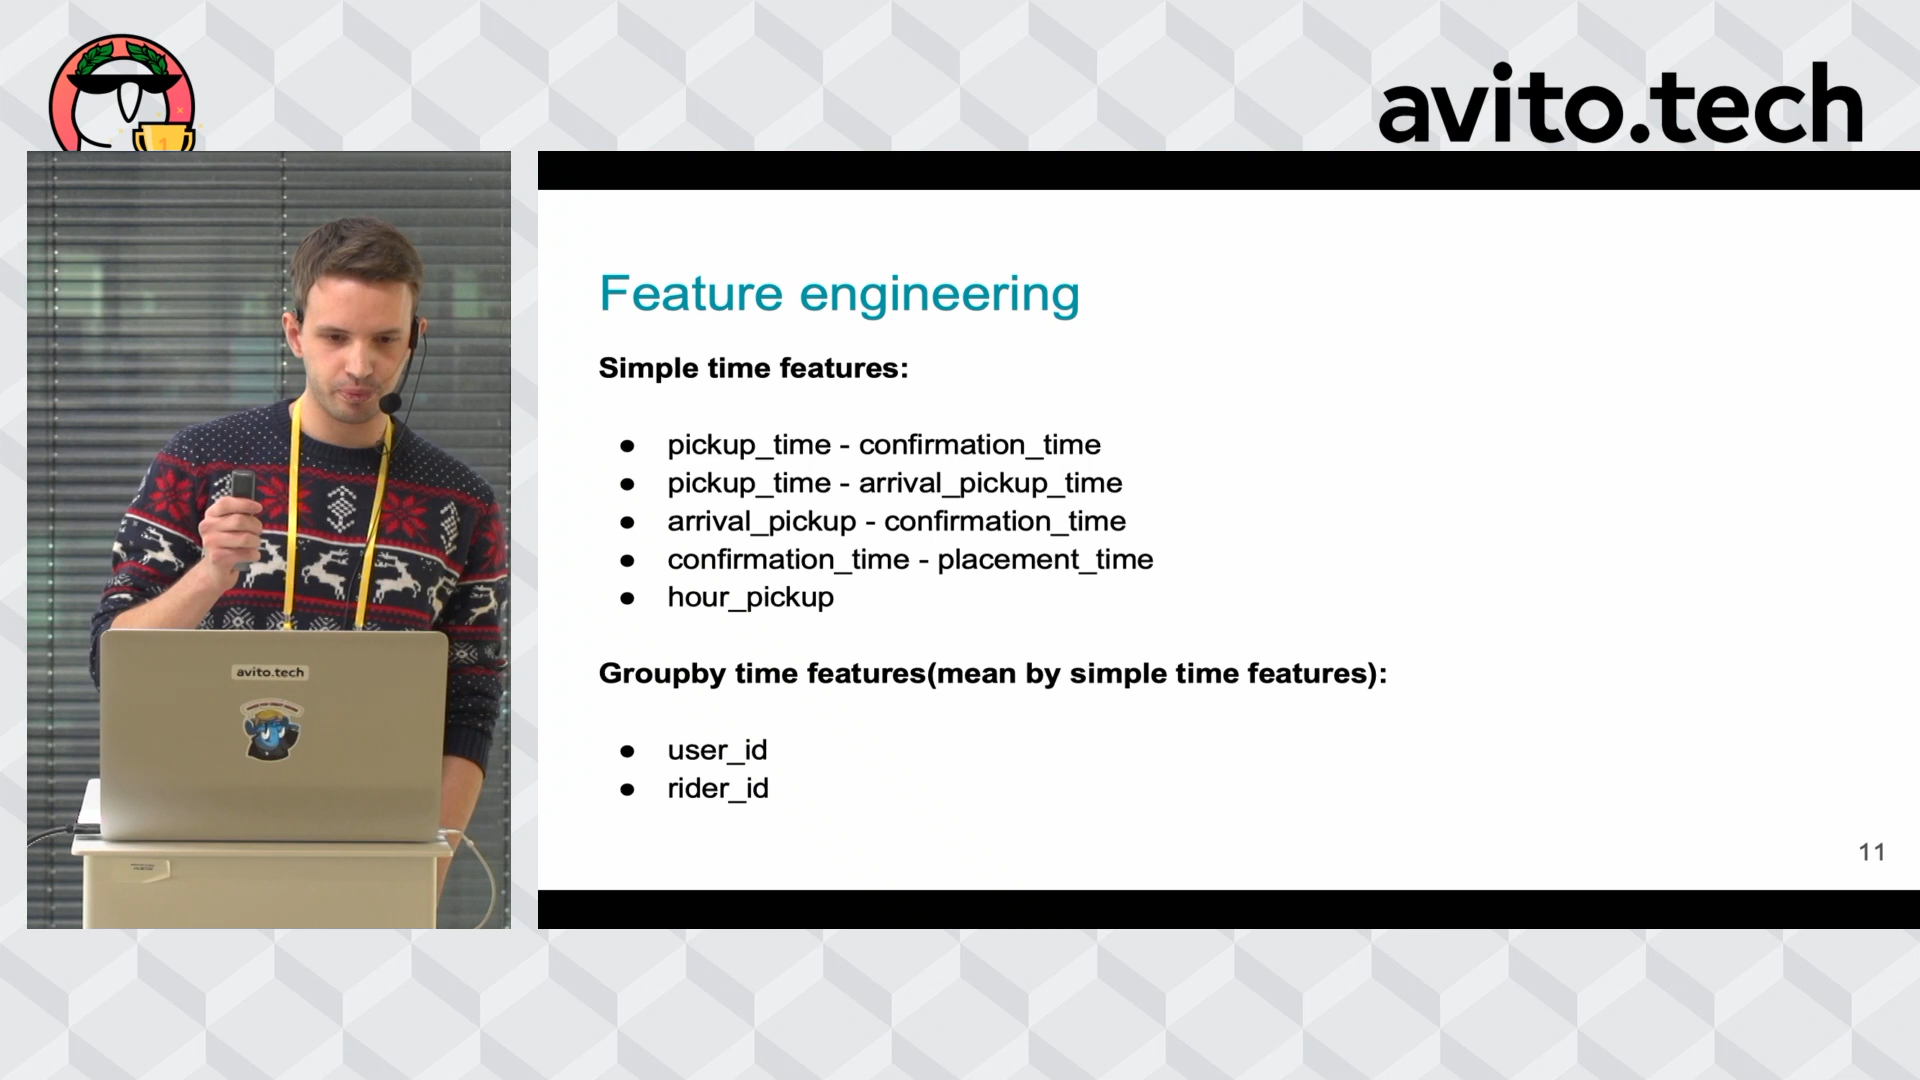 avito.tech
Feature engineering
Simple time features:
● pickup_time - confirmation_time
● pickup_time - arrival_pickup_time
● arrival_pickup - confirmation_time
● confirmation_time - placement_time
● hour_pickup
Groupby time features(mean by simple time features):
● user_id
● rider_id
11
avito.tech
1